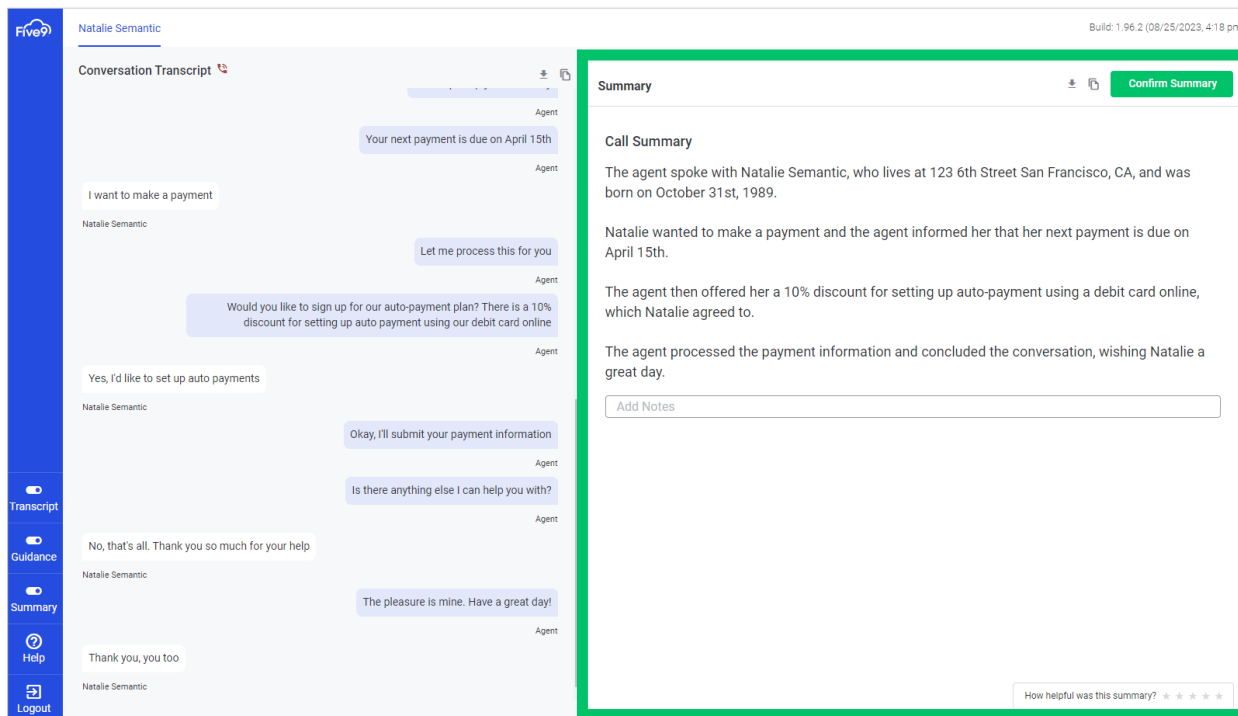 Five9
Natalie Semantic
Build: 1.96.2 (08/25/2023, 4:18 pm
Conversation Transcript
Agent
Your next payment is due on April 15th
Agent
I want to make a payment
Natalie Semantic
Let me process this for you
Agent
Would you like to sign up for our auto-payment plan? There is a 10%
discount for setting up auto payment using our debit card online
Agent
Yes, I'd like to set up auto payments
Natalie Semantic
Okay, I'll submit your payment information
Agent
Is there anything else I can help you with?
Agent
No, that's all. Thank you so much for your help
Natalie Semantic
The pleasure is mine. Have a great day!
Agent
Thank you, you too
Natalie Semantic
Transcript
Guidance
Summary
Help
Logout
Summary
Confirm Summary
Call Summary
The agent spoke with Natalie Semantic, who lives at 123 6th Street San Francisco, CA, and was
born on October 31st, 1989.
Natalie wanted to make a payment and the agent informed her that her next payment is due on
April 15th.
The agent then offered her a 10% discount for setting up auto-payment using a debit card online,
which Natalie agreed to.
The agent processed the payment information and concluded the conversation, wishing Natalie a
great day.
Add Notes
How helpful was this summary?